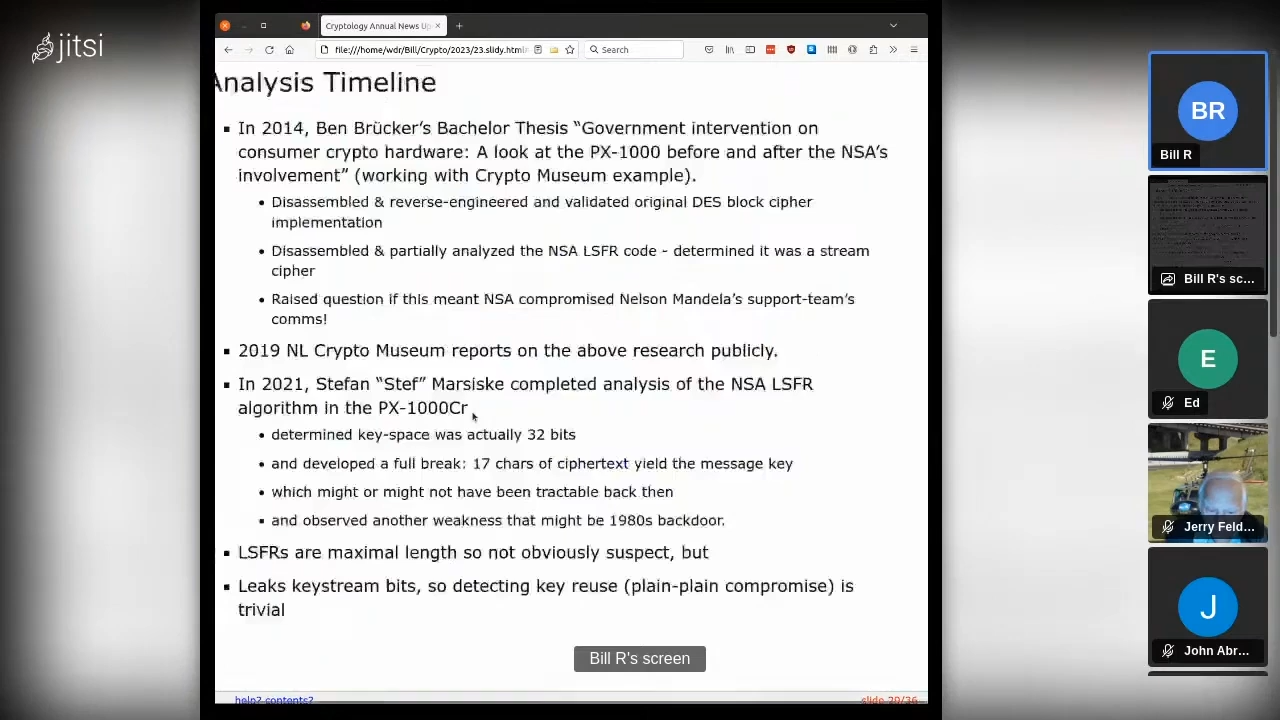 jitsi
Cryptology Annual News Up
file:///home/wdr/Bill/Crypto/2023/23.slidy.html
Search
Analysis Timeline
In 2014, Ben Brücker's Bachelor Thesis “Government intervention on
consumer crypto hardware: A look at the PX-1000 before and after the NSA's
involvement” (working with Crypto Museum example).
Disassembled & reverse-engineered and validated original DES block cipher
implementation
Disassembled & partially analyzed the NSA LSFR code - determined it was a stream
cipher
Raised question if this meant NSA compromised Nelson Mandela's support-team's
comms!
2019 NL Crypto Museum reports on the above research publicly.
In 2021, Stefan “Stef” Marsiske completed analysis of the NSA LSFR
algorithm in the PX-1000Cr
determined key-space was actually 32 bits
and developed a full break: 17 chars of ciphertext yield the message key
which might or might not have been tractable back then
and observed another weakness that might be 1980s backdoor.
LSFRs are maximal length so not obviously suspect, but
Leaks keystream bits, so detecting key reuse (plain-plain compromise) is
trivial
Bill R's screen
help? contents?
slide 20/36
BR
Bill R
Bill R's sc...
E
Ed
Jerry Feld...
J
John Abr...